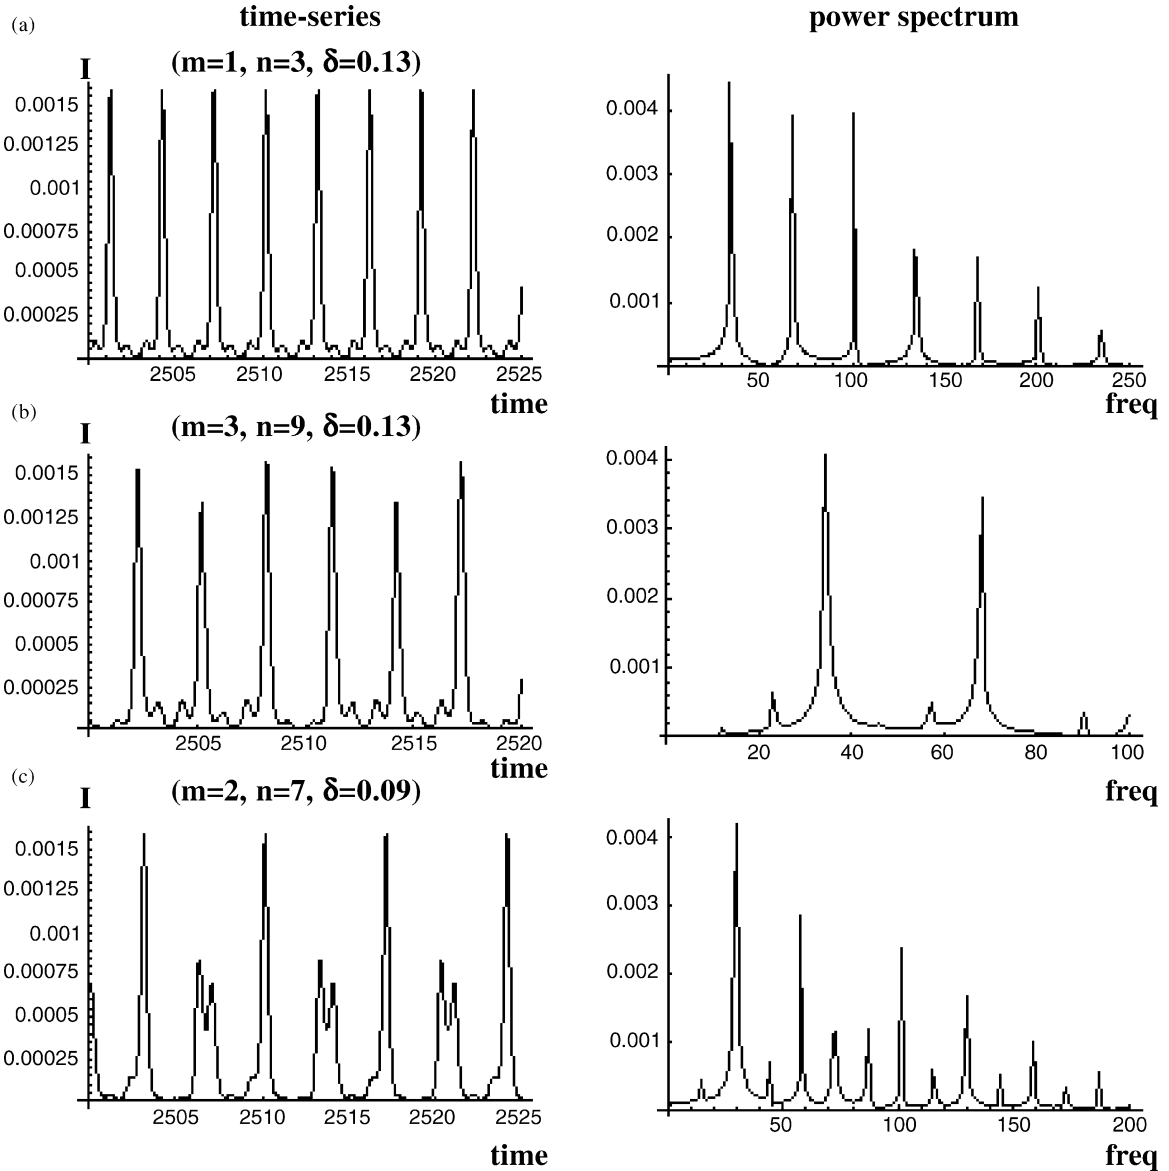 (a)
time-series
power spectrum
I
(m=1, n=3, δ=0.13)
0.0015
0.00125
0.001
0.00075
0.0005
0.00025
2505 2510 2515 2520 2525
time
0.004
0.003
0.002
0.001
50 100 150 200 250
freq
(b)
I
(m=3, n=9, δ=0.13)
0.0015
0.00125
0.001
0.00075
0.0005
0.00025
2505 2510 2515 2520
time
0.004
0.003
0.002
0.001
20 40 60 80 100
freq
(c)
I
(m=2, n=7, δ=0.09)
0.0015
0.00125
0.001
0.00075
0.0005
0.00025
2505 2510 2515 2520 2525
time
0.004
0.003
0.002
0.001
50 100 150 200
freq